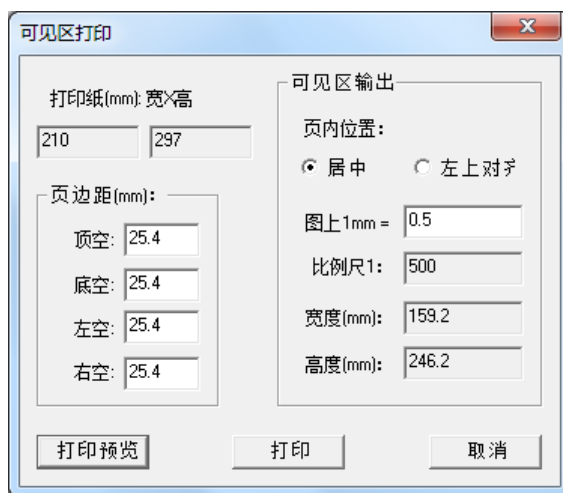 可见区打印
打印纸(mm): 宽X高
210
297
页边距(mm):
顶空: 25.4
底空: 25.4
左空: 25.4
右空: 25.4
可见区输出
页内位置:
居中
左上对
图上1mm = 0.5
比例尺1: 500
宽度(mm): 159.2
高度(mm): 246.2
打印预览
打印
取消